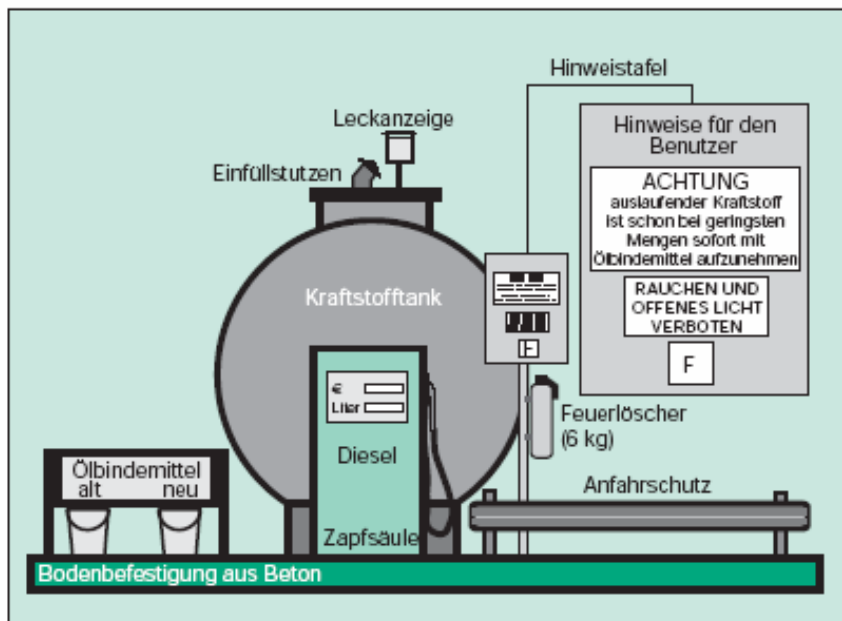 Hinweistafel
Hinweise für den
Benutzer
ACHTUNG
auslaufender Kraftstoff
ist schon bei geringsten
Mengen sofort mit
Ölbindemittel aufzunehmen
RAUCHEN UND
OFFENES LICHT
VERBOTEN
F
Leckanzeige
Einfüllstutzen
Kraftstofftank
F
€
Liter
Diesel
Zapfsäule
Feuerlöscher
(6 kg)
Anfahrschutz
Ölbindemittel
alt neu
Bodenbefestigung aus Beton